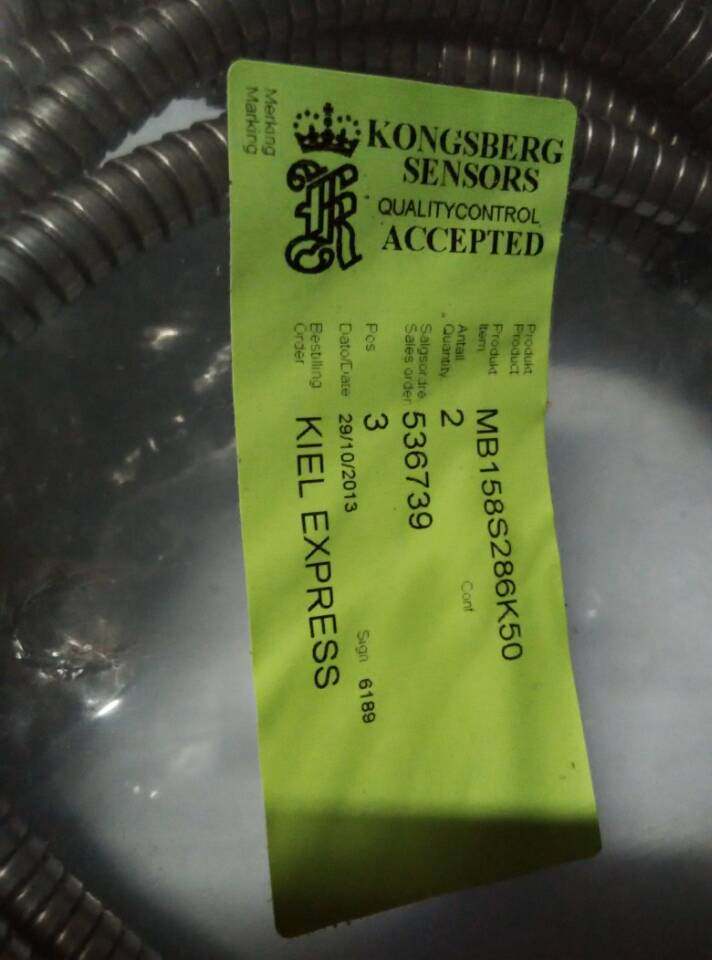 Merking
Marking
KONGSBERG
SENSORS
QUALITYCONTROL
ACCEPTED
Produkt
Product
Produkt
Item
MB158S286K50
Antall
Quantity
2
Conf
Salgsordre
Sales order
536739
Pos
3
Dato/Date
29/10/2013
Sign 6189
Bestilling
Order
KIEL EXPRESS